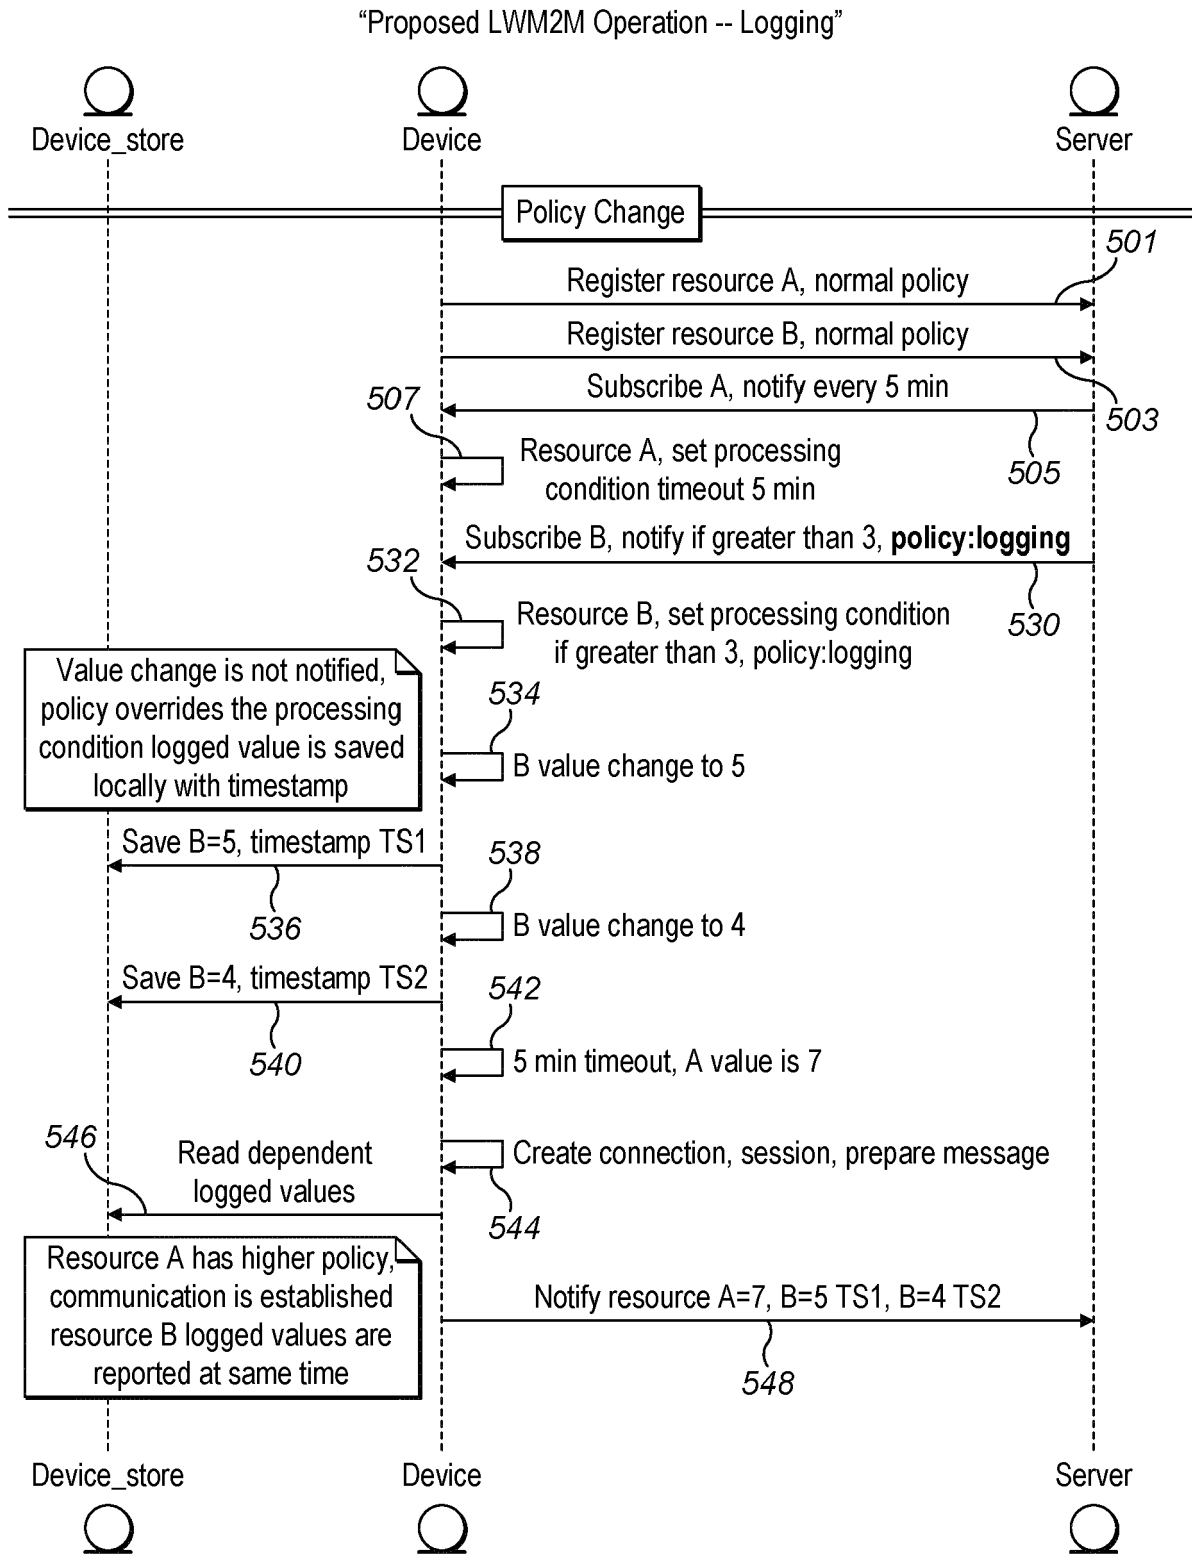 “Proposed LWM2M Operation -- Logging”
Device_store
Device
Server
Policy Change
501
Register resource A, normal policy
Register resource B, normal policy
503
Subscribe A, notify every 5 min
505
507
Resource A, set processing
condition timeout 5 min
Subscribe B, notify if greater than 3, policy:logging
530
532
Resource B, set processing condition
if greater than 3, policy:logging
Value change is not notified,
policy overrides the processing
condition logged value is saved
locally with timestamp
534
B value change to 5
Save B=5, timestamp TS1
536
538
B value change to 4
Save B=4, timestamp TS2
540
542
5 min timeout, A value is 7
546
Read dependent
logged values
Create connection, session, prepare message
544
Resource A has higher policy,
communication is established
resource B logged values are
reported at same time
Notify resource A=7, B=5 TS1, B=4 TS2
548
Device_store
Device
Server